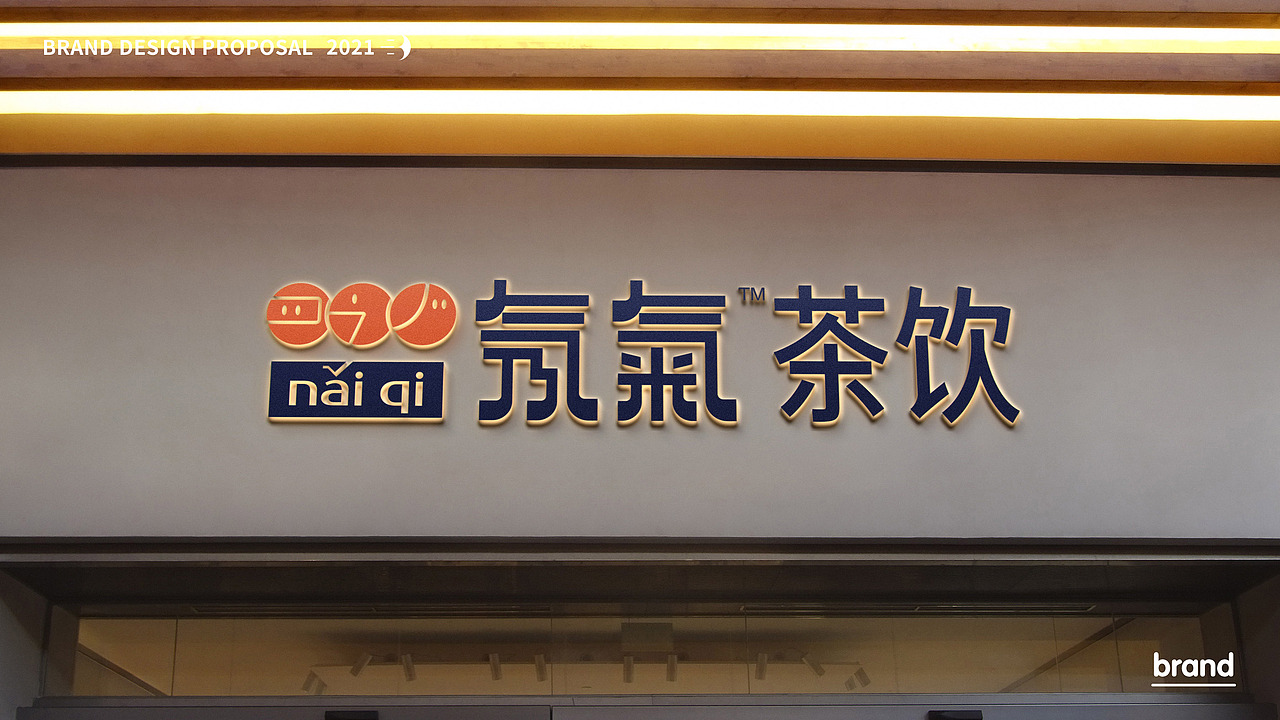 BRAND DESIGN PROPOSAL 2021
nǎi qi
氖氣™茶饮
brand